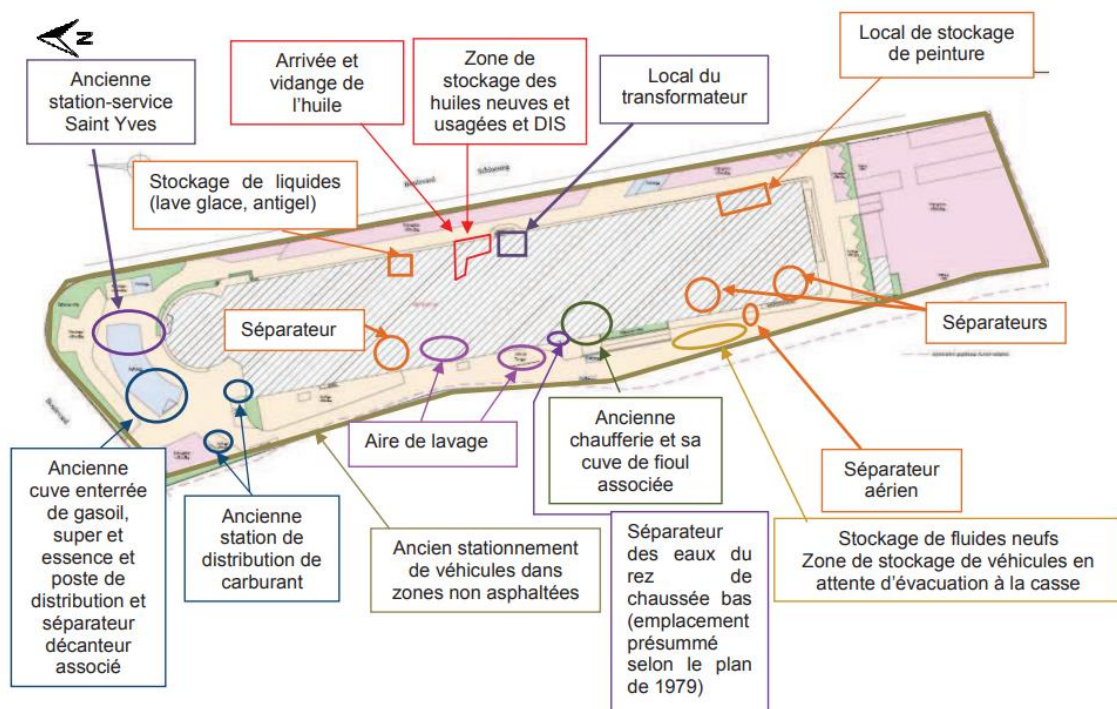 N
Ancienne
station-service
Saint Yves
Arrivée et
vidange de
l'huile
Zone de
stockage des
huiles neuves et
usagées et DIS
Local du
transformateur
Local de stockage
de peinture
Stockage de liquides
(lave glace, antigel)
Boulevard
Schloesing
Séparateur
Séparateurs
Boulevard
Aire de lavage
Ancienne
chaufferie et sa
cuve de fioul
associée
Séparateur
aérien
Ancienne
cuve enterrée
de gasoil,
super et
essence et
poste de
distribution et
séparateur
décanteur
associé
Ancienne
station de
distribution de
carburant
Ancien stationnement
de véhicules dans
zones non asphaltées
Séparateur
des eaux du
rez de
chaussée bas
(emplacement
présummé
selon le plan
de 1979)
Stockage de fluides neufs
Zone de stockage de véhicules en
attente d'évacuation à la casse